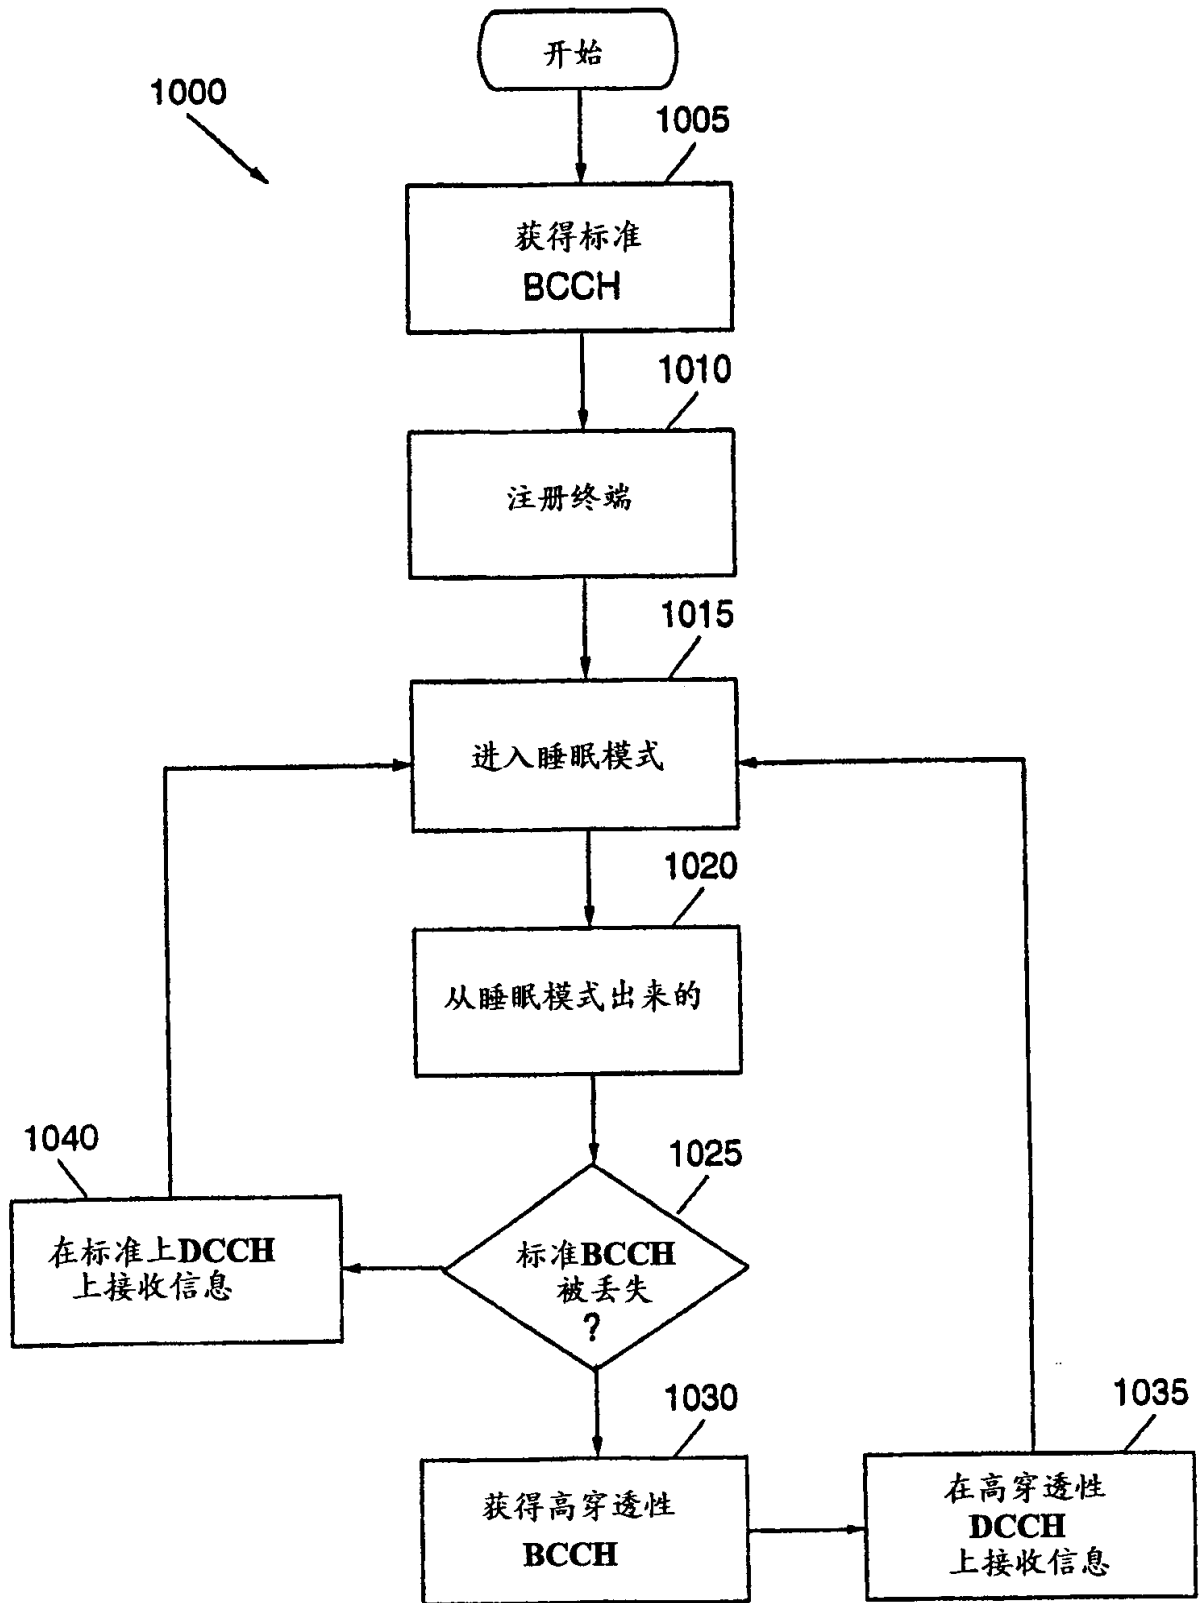 开始
1000
1005
获得标准
BCCH
1010
注册终端
1015
进入睡眠模式
1020
从睡眠模式出来的
1025
标准BCCH
被丢失
?
1040
在标准上DCCH
上接收信息
1030
获得高穿透性
BCCH
1035
在高穿透性
DCCH
上接收信息